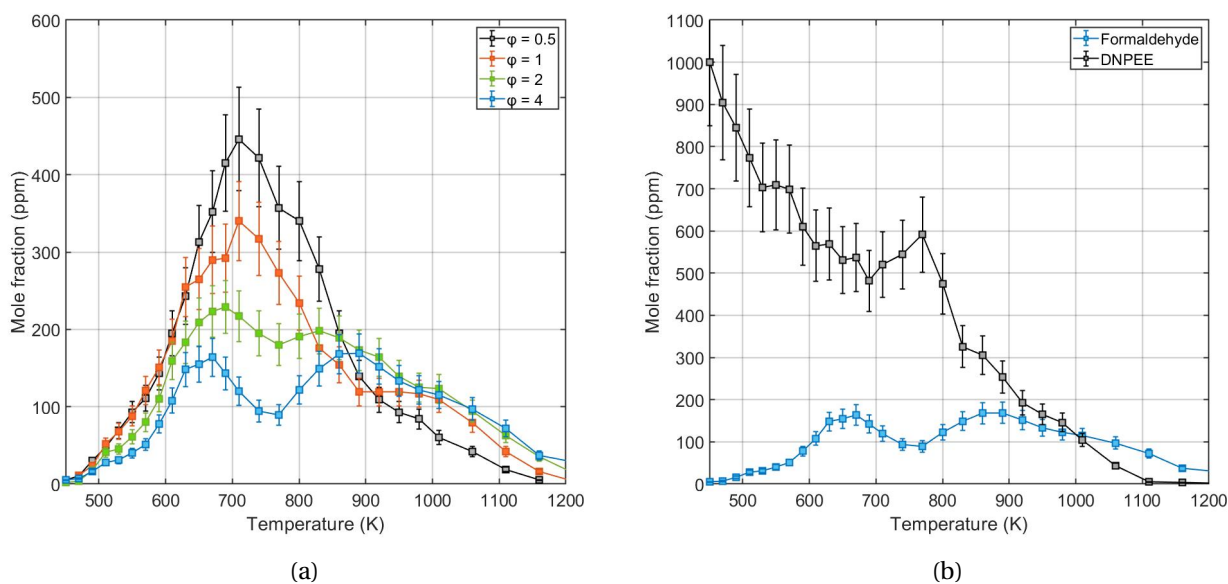 600
500
400
300
200
100
0
500
600
700
800
900
1000
1100
1200
Mole fraction (ppm)
Temperature (K)
φ = 0.5
φ = 1
φ = 2
φ = 4
(a)
1100
1000
900
800
700
600
500
400
300
200
100
0
500
600
700
800
900
1000
1100
1200
Mole fraction (ppm)
Temperature (K)
Formaldehyde
DNPEE
(b)